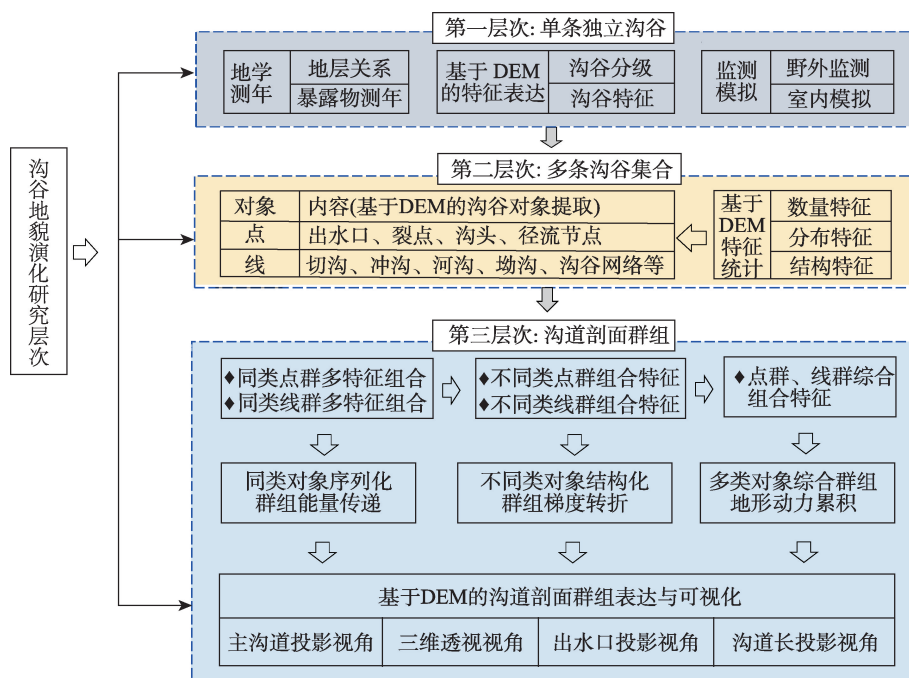 沟谷地貌演化研究层次
第一层次: 单条独立沟谷
地学
测年
地层关系
暴露物测年
基于 DEM
的特征表达
沟谷分级
沟谷特征
监测
模拟
野外监测
室内模拟
第二层次: 多条沟谷集合
对象
内容(基于DEM的沟谷对象提取)
点
出水口、裂点、沟头、径流节点
线
切沟、冲沟、河沟、坳沟、沟谷网络等
基于
DEM
特征
统计
数量特征
分布特征
结构特征
第三层次: 沟道剖面群组
♦同类点群多特征组合
♦同类线群多特征组合
♦不同类点群组合特征
♦不同类线群组合特征
♦点群、线群综合
组合特征
同类对象序列化
群组能量传递
不同类对象结构化
群组梯度转折
多类对象综合群组
地形动力累积
基于DEM的沟道剖面群组表达与可视化
主沟道投影视角
三维透视视角
出水口投影视角
沟道长投影视角